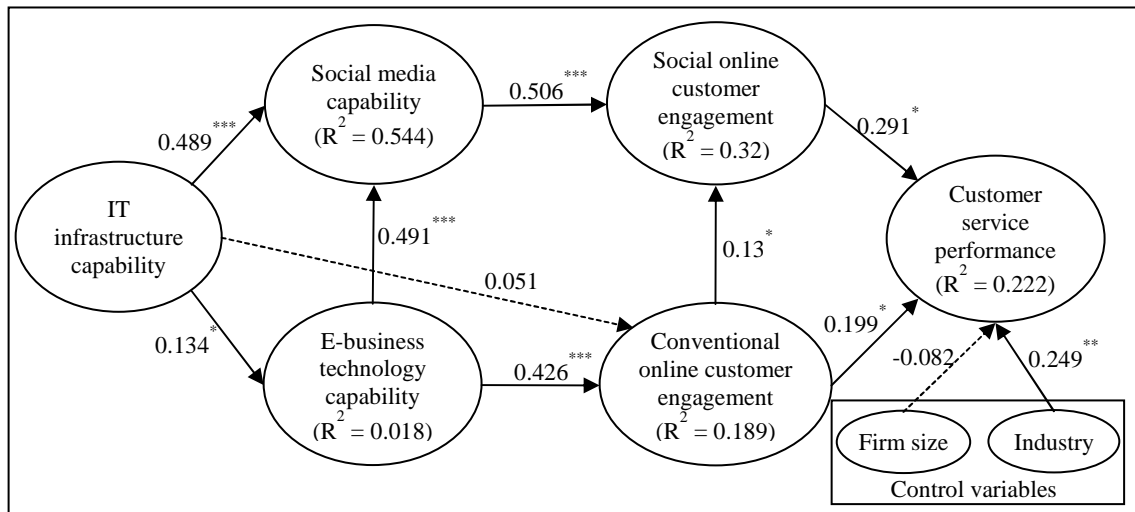 Social media
capability
(R² = 0.544)
0.506***
Social online
customer
engagement
(R² = 0.32)
0.489***
0.291*
IT
infrastructure
capability
0.491***
0.13*
Customer
service
performance
(R² = 0.222)
0.051
0.134*
E-business
technology
capability
(R² = 0.018)
0.426***
Conventional
online customer
engagement
(R² = 0.189)
0.199*
-0.082
0.249**
Firm size
Industry
Control variables